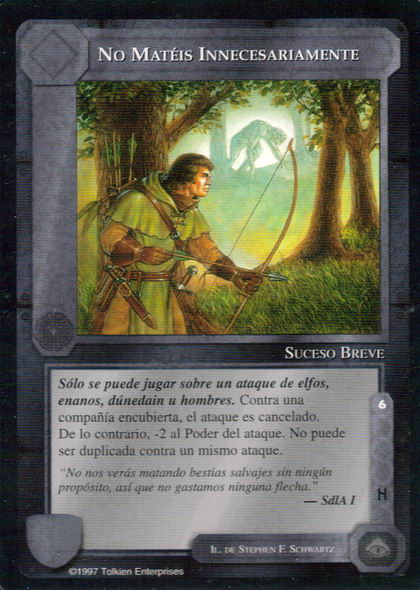 No Matéis Innecesariamente
Suceso Breve
Sólo se puede jugar sobre un ataque de elfos,
enanos, dúnedain u hombres. Contra una
compañía encubierta, el ataque es cancelado.
De lo contrario, -2 al Poder del ataque. No puede
ser duplicada contra un mismo ataque.
6
"No nos verás matando bestias salvajes sin ningún
propósito, así que no gastamos ninguna flecha."
— SdlA I
Il. de Stephen F. Schwartz
©1997 Tolkien Enterprises